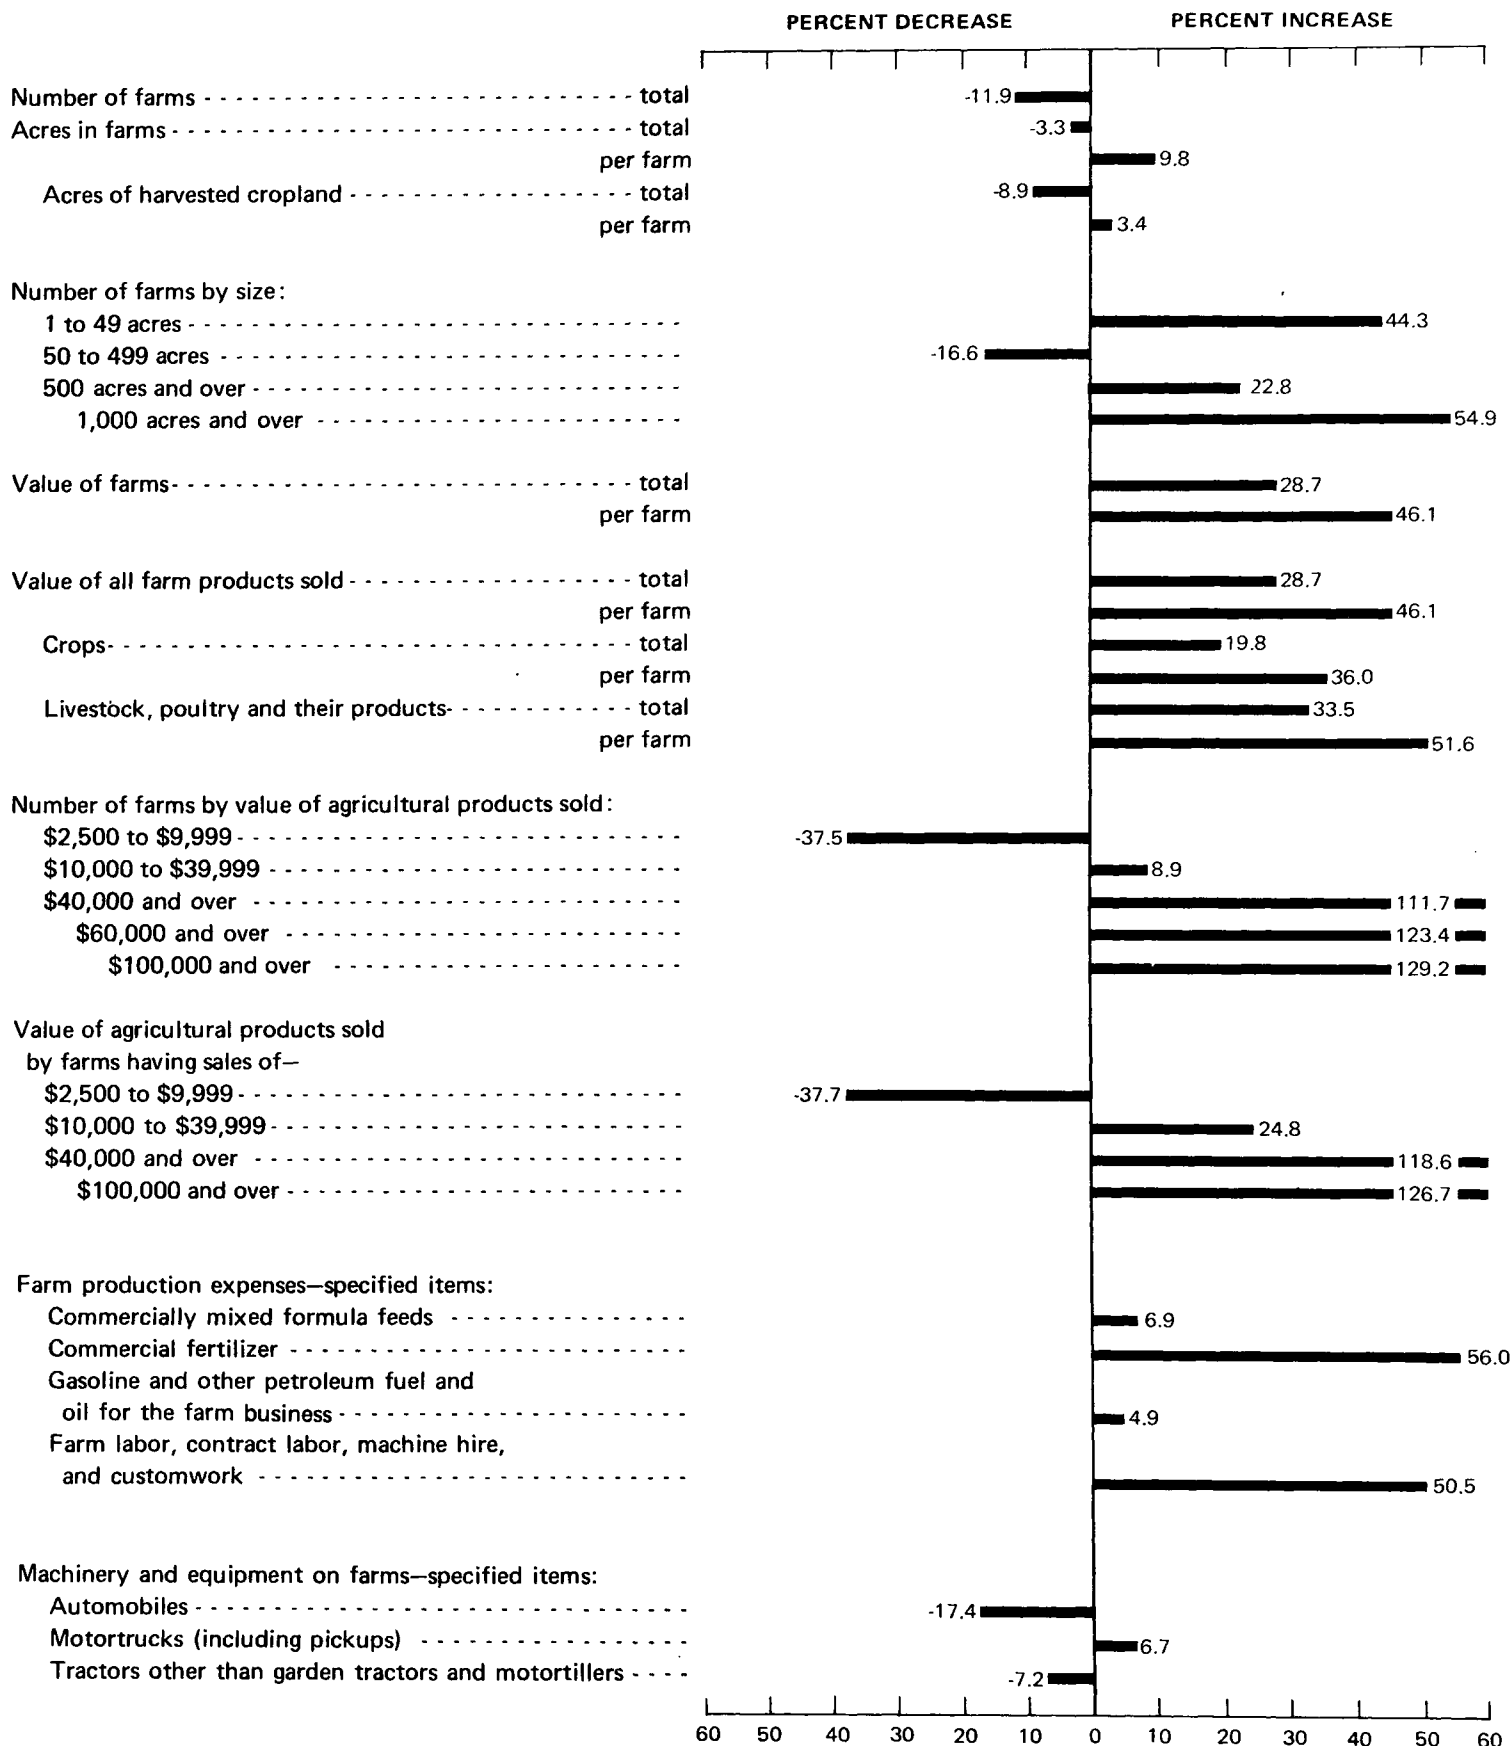 PERCENT DECREASE PERCENT INCREASE
Number of farms - - - - - - - - - - - - - - - - - - - - - - - - - - - total -11.9
Acres in farms - - - - - - - - - - - - - - - - - - - - - - - - - - - - - total -3.3
per farm 9.8
Acres of harvested cropland - - - - - - - - - - - - - - - - - - total -8.9
per farm 3.4
Number of farms by size:
1 to 49 acres - - - - - - - - - - - - - - - - - - - - - - - - - - - - - - - 44.3
50 to 499 acres - - - - - - - - - - - - - - - - - - - - - - - - - - - - - -16.6
500 acres and over - - - - - - - - - - - - - - - - - - - - - - - - - - - 22.8
1,000 acres and over - - - - - - - - - - - - - - - - - - - - - - - 54.9
Value of farms - - - - - - - - - - - - - - - - - - - - - - - - - - - - - total 28.7
per farm 46.1
Value of all farm products sold - - - - - - - - - - - - - - - - - - total 28.7
per farm 46.1
Crops - - - - - - - - - - - - - - - - - - - - - - - - - - - - - - - - - total 19.8
per farm 36.0
Livestock, poultry and their products - - - - - - - - - - - - total 33.5
per farm 51.6
Number of farms by value of agricultural products sold:
$2,500 to $9,999 - - - - - - - - - - - - - - - - - - - - - - - - - - - - -37.5
$10,000 to $39,999 - - - - - - - - - - - - - - - - - - - - - - - - - - 8.9
$40,000 and over - - - - - - - - - - - - - - - - - - - - - - - - - - - 111.7
$60,000 and over - - - - - - - - - - - - - - - - - - - - - - - - - 123.4
$100,000 and over - - - - - - - - - - - - - - - - - - - - - - 129.2
Value of agricultural products sold
by farms having sales of—
$2,500 to $9,999 - - - - - - - - - - - - - - - - - - - - - - - - - - - - -37.7
$10,000 to $39,999 - - - - - - - - - - - - - - - - - - - - - - - - - - 24.8
$40,000 and over - - - - - - - - - - - - - - - - - - - - - - - - - - - 118.6
$100,000 and over - - - - - - - - - - - - - - - - - - - - - - - - - 126.7
Farm production expenses—specified items:
Commercially mixed formula feeds - - - - - - - - - - - - - - - 6.9
Commercial fertilizer - - - - - - - - - - - - - - - - - - - - - - - - - 56.0
Gasoline and other petroleum fuel and
oil for the farm business - - - - - - - - - - - - - - - - - - - - - - 4.9
Farm labor, contract labor, machine hire,
and customwork - - - - - - - - - - - - - - - - - - - - - - - - - - - 50.5
Machinery and equipment on farms—specified items:
Automobiles - - - - - - - - - - - - - - - - - - - - - - - - - - - - - - - -17.4
Motortrucks (including pickups) - - - - - - - - - - - - - - - - - 6.7
Tractors other than garden tractors and motortillers - - - - -7.2
60 50 40 30 20 10 0 10 20 30 40 50 60